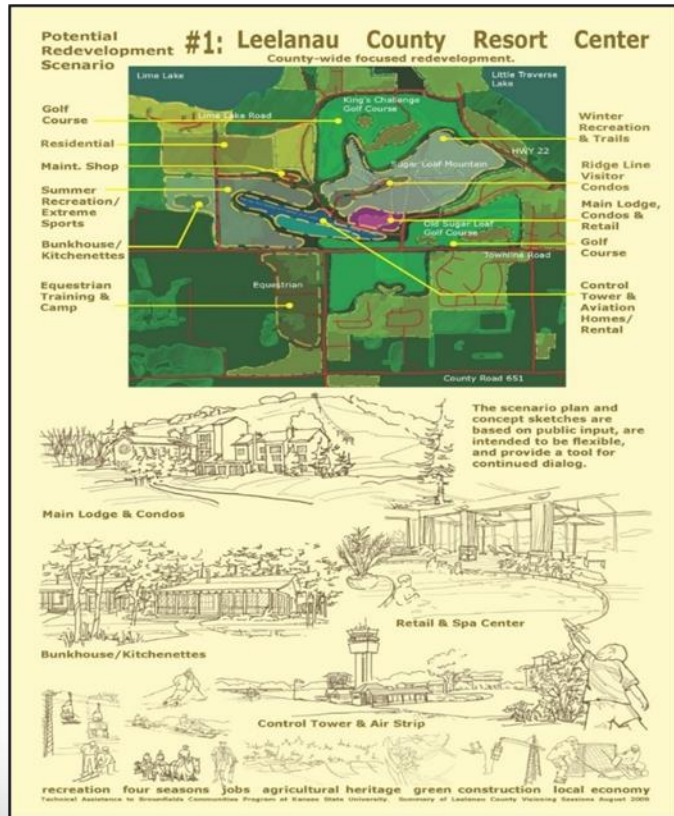 Potential
Redevelopment
Scenario
#1: Leelanau County Resort Center
County-wide focused redevelopment.
Lime Lake
Little Traverse
Lake
King's Challenge
Golf Course
Lime Lake Road
HWY 22
Sugar Loaf Mountain
Old Sugar Loaf
Golf Course
Townline Road
Equestrian
County Road 651
Golf
Course
Residential
Maint. Shop
Summer
Recreation/
Extreme
Sports
Bunkhouse/
Kitchenettes
Equestrian
Training &
Camp
Winter
Recreation
& Trails
Ridge Line
Visitor
Condos
Main Lodge,
Condos &
Retail
Golf
Course
Control
Tower &
Aviation
Homes/
Rental
The scenario plan and
concept sketches are
based on public input, are
intended to be flexible,
and provide a tool for
continued dialog.
Main Lodge & Condos
Retail & Spa Center
Bunkhouse/Kitchenettes
Control Tower & Air Strip
recreation four seasons jobs agricultural heritage green construction local economy
Technical Assistance to Brownfields Communities Program at Kansas State University. Summary of Leelanau County Visioning Sessions August 2009